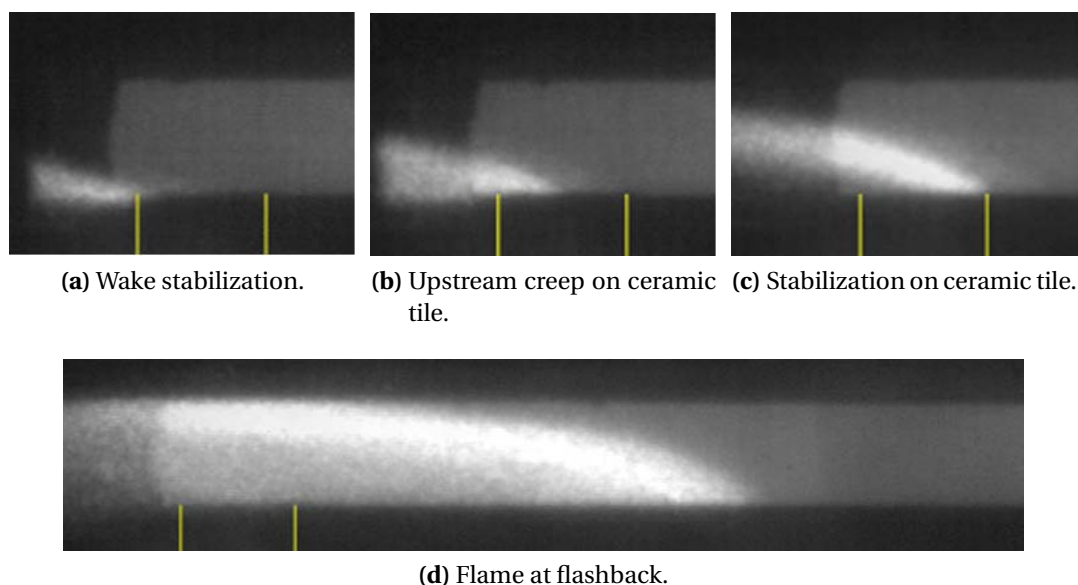 (a) Wake stabilization.
(b) Upstream creep on ceramic
tile.
(c) Stabilization on ceramic tile.
(d) Flame at flashback.